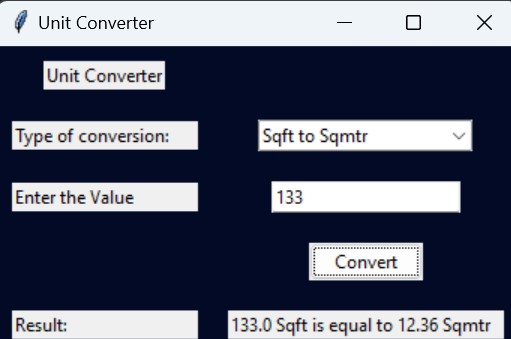 Unit Converter
Unit Converter
Type of conversion: Sqft to Sqmtr
Enter the Value 133
Convert
Result: 133.0 Sqft is equal to 12.36 Sqmtr